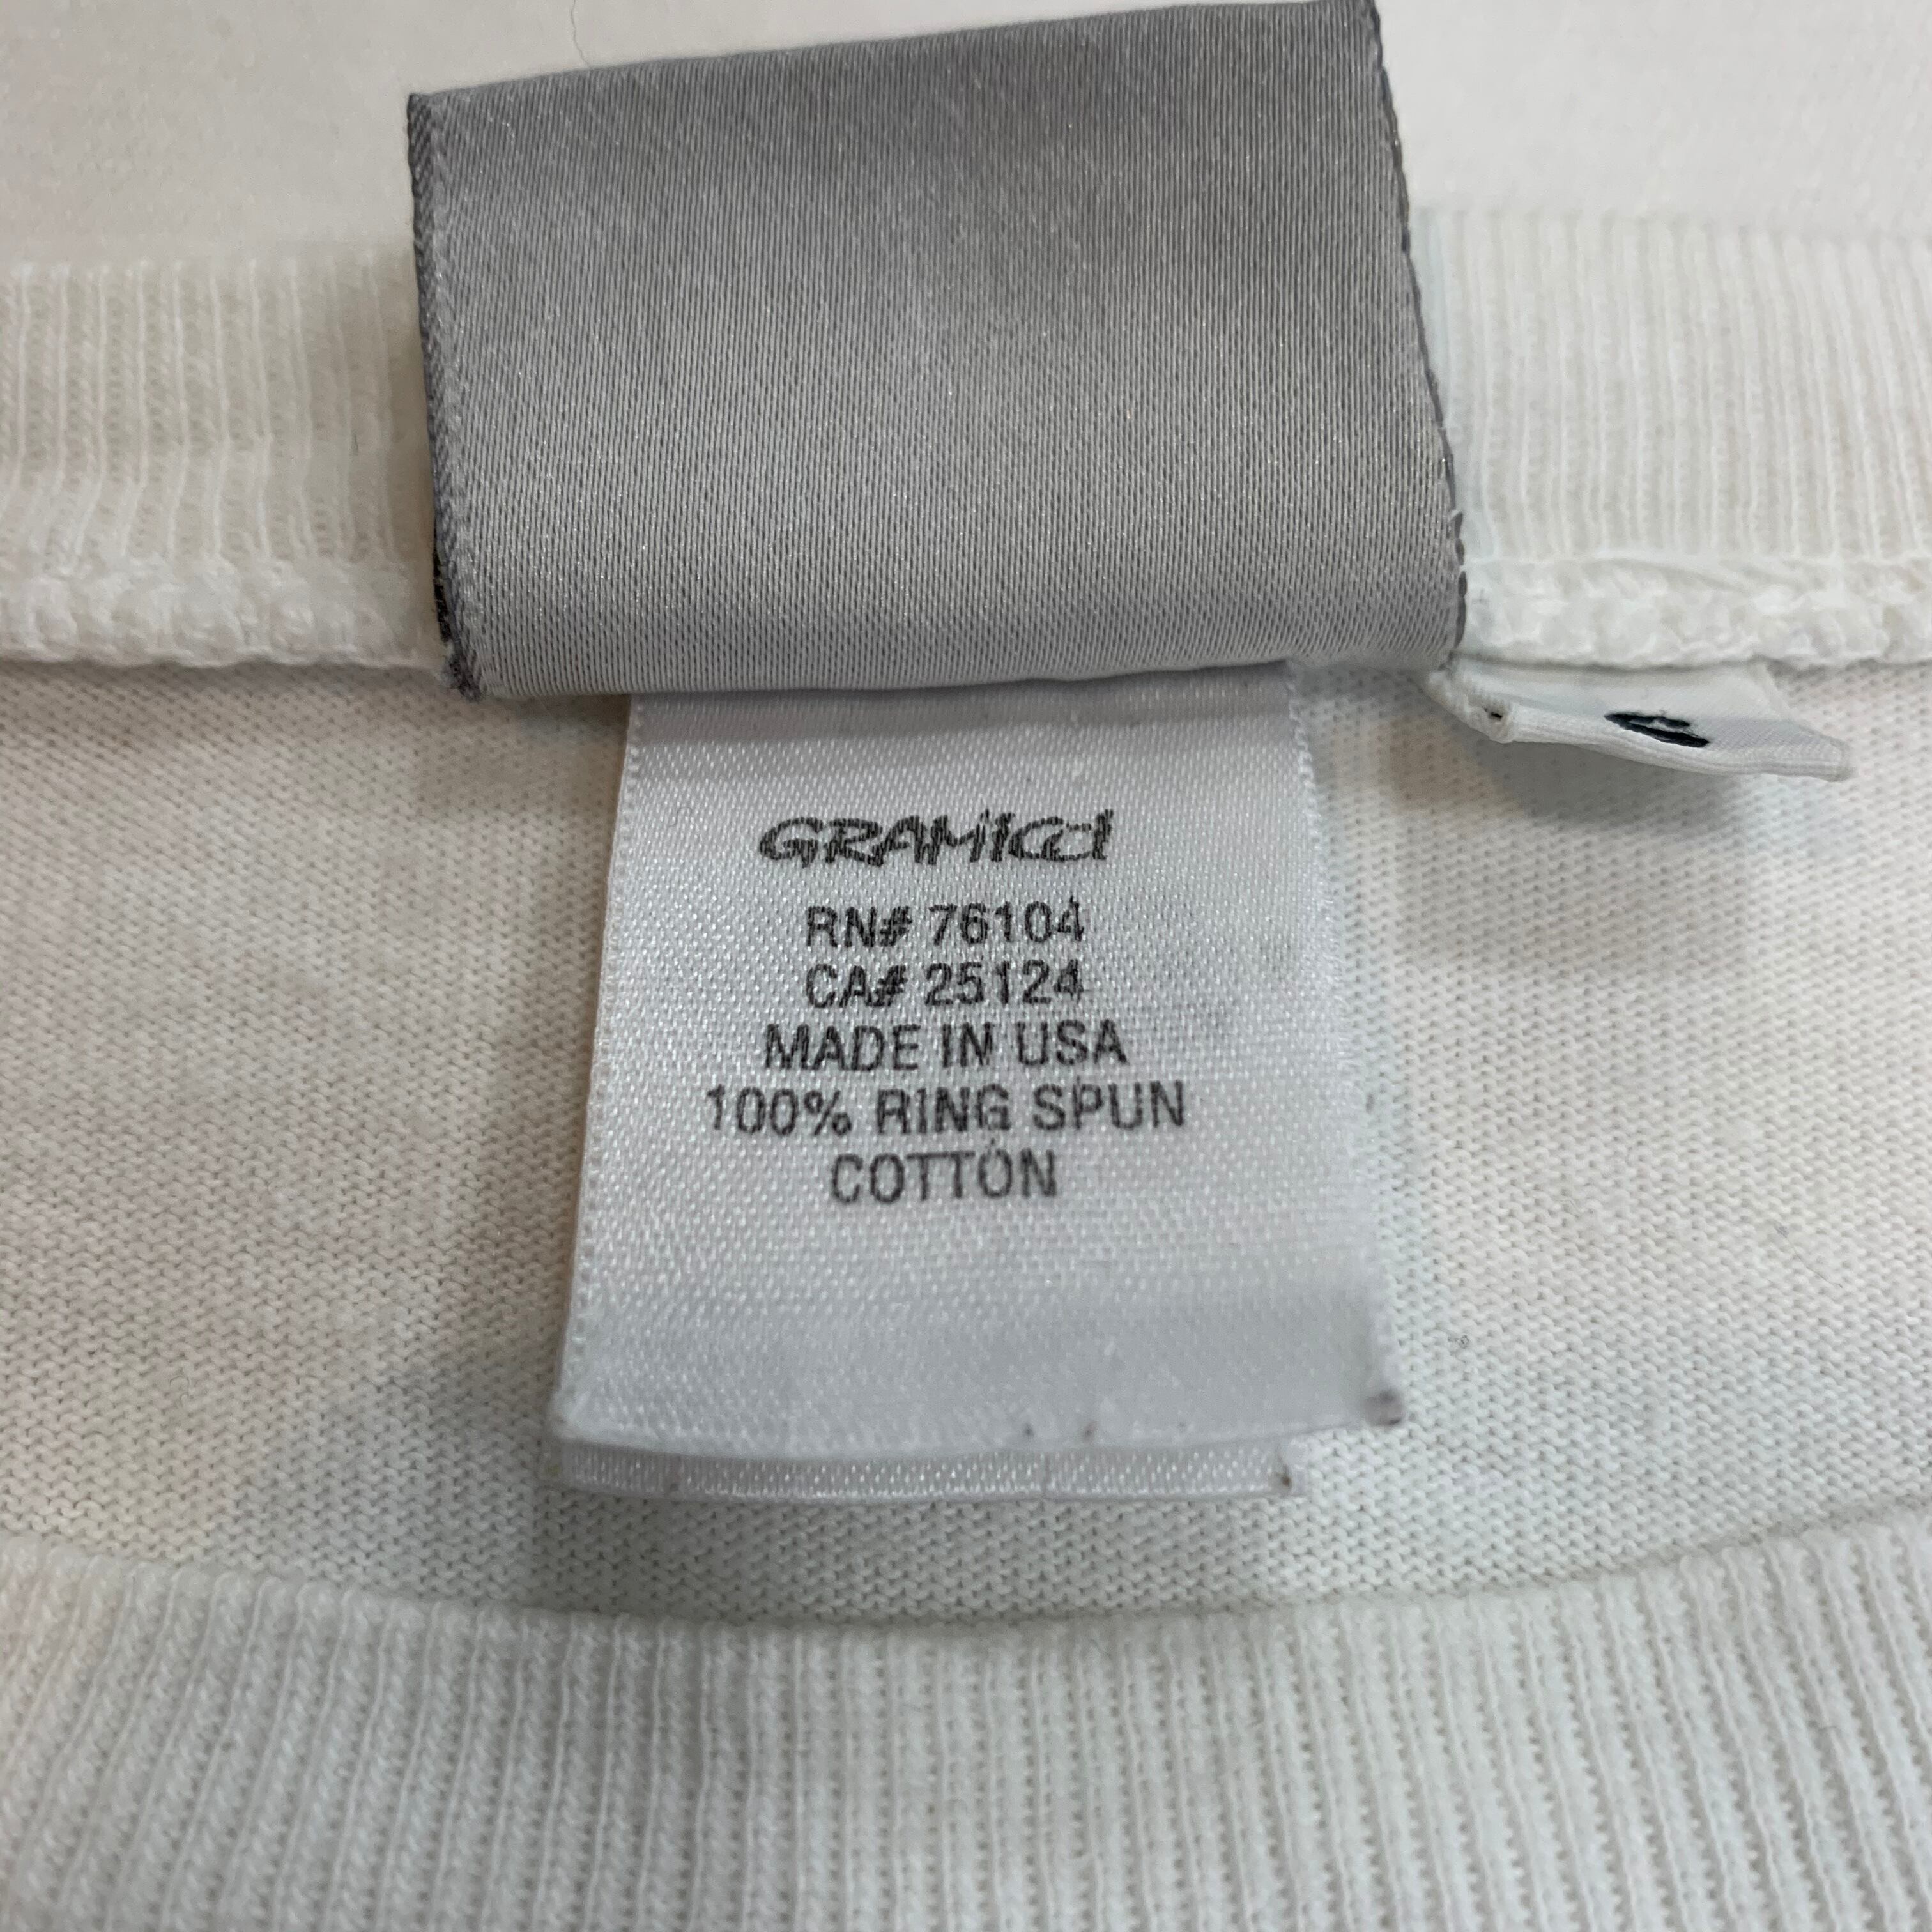 GRAMicci
RN# 76104
CA# 25124
MADE IN USA
100% RING SPUN
COTTON